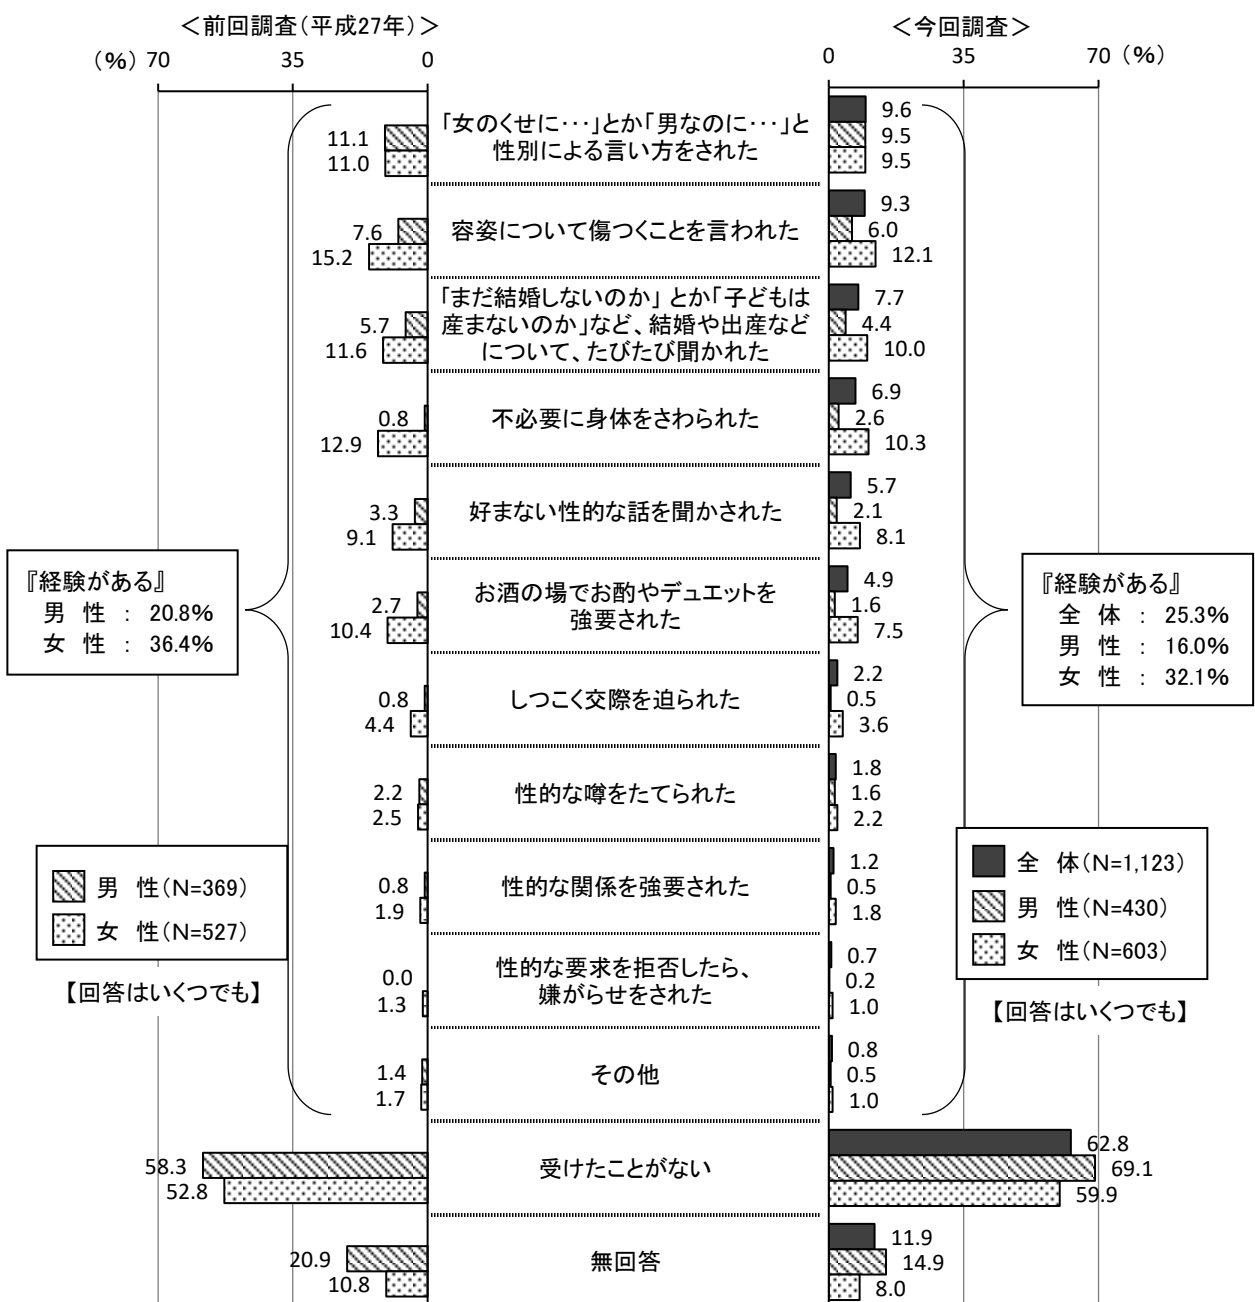 ＜前回調査(平成27年)＞
(％) 70 35 0
＜今回調査＞
0 35 70 (％)
「女のくせに･･･」とか「男なのに･･･」と
性別による言い方をされた
11.1
11.0
9.6
9.5
9.5
容姿について傷つくことを言われた
7.6
15.2
9.3
6.0
12.1
「まだ結婚しないのか」 とか「子どもは
産まないのか」など、結婚や出産など
について、たびたび聞かれた
5.7
11.6
7.7
4.4
10.0
不必要に身体をさわられた
0.8
12.9
6.9
2.6
10.3
好まない性的な話を聞かされた
3.3
9.1
5.7
2.1
8.1
お酒の場でお酌やデュエットを
強要された
2.7
10.4
4.9
1.6
7.5
しつこく交際を迫られた
0.8
4.4
2.2
0.5
3.6
性的な噂をたてられた
2.2
2.5
1.8
1.6
2.2
性的な関係を強要された
0.8
1.9
1.2
0.5
1.8
性的な要求を拒否したら、
嫌がらせをされた
0.0
1.3
0.7
0.2
1.0
その他
1.4
1.7
0.8
0.5
1.0
受けたことがない
58.3
52.8
62.8
69.1
59.9
無回答
20.9
10.8
11.9
14.9
8.0
『経験がある』
男 性 ： 20.8%
女 性 ： 36.4%
男 性(N=369)
女 性(N=527)
【回答はいくつでも】
『経験がある』
全 体 ： 25.3%
男 性 ： 16.0%
女 性 ： 32.1%
全 体(N=1,123)
男 性(N=430)
女 性(N=603)
【回答はいくつでも】